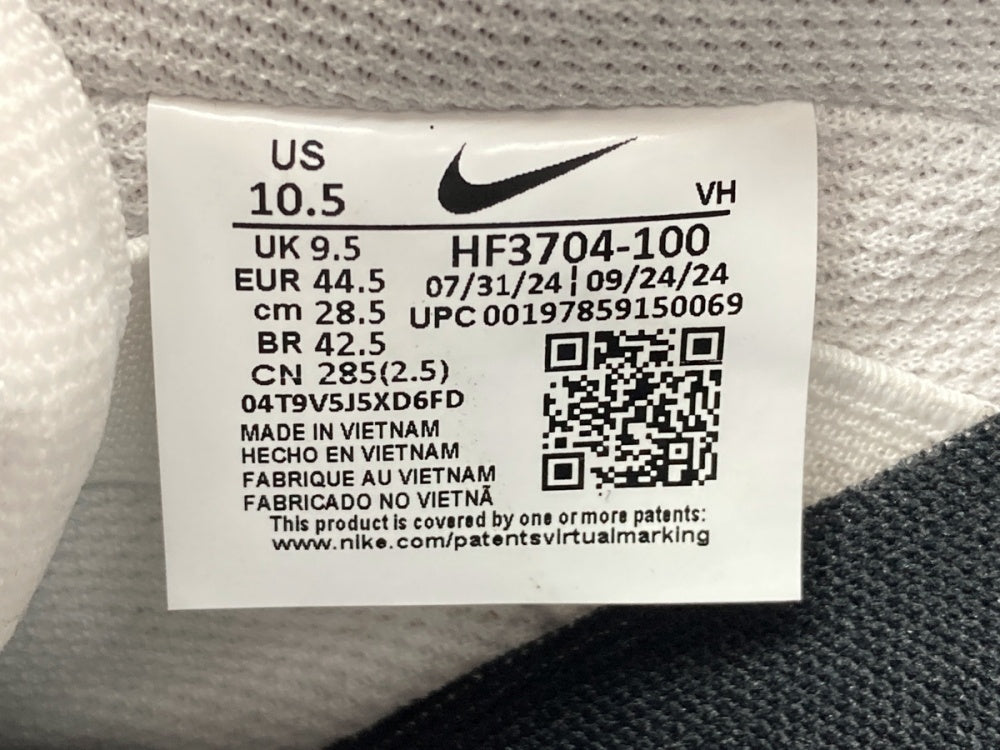 US
10.5
VH
UK 9.5
HF3704-100
EUR 44.5
07/31/24 | 09/24/24
cm 28.5
UPC 00197859150069
BR 42.5
CN 285(2.5)
04T9V5J5XD6FD
MADE IN VIETNAM
HECHO EN VIETNAM
FABRIQUE AU VIETNAM
FABRICADO NO VIETNÃ
This product is covered by one or more patents:
www.nike.com/patentsvirtualmarking